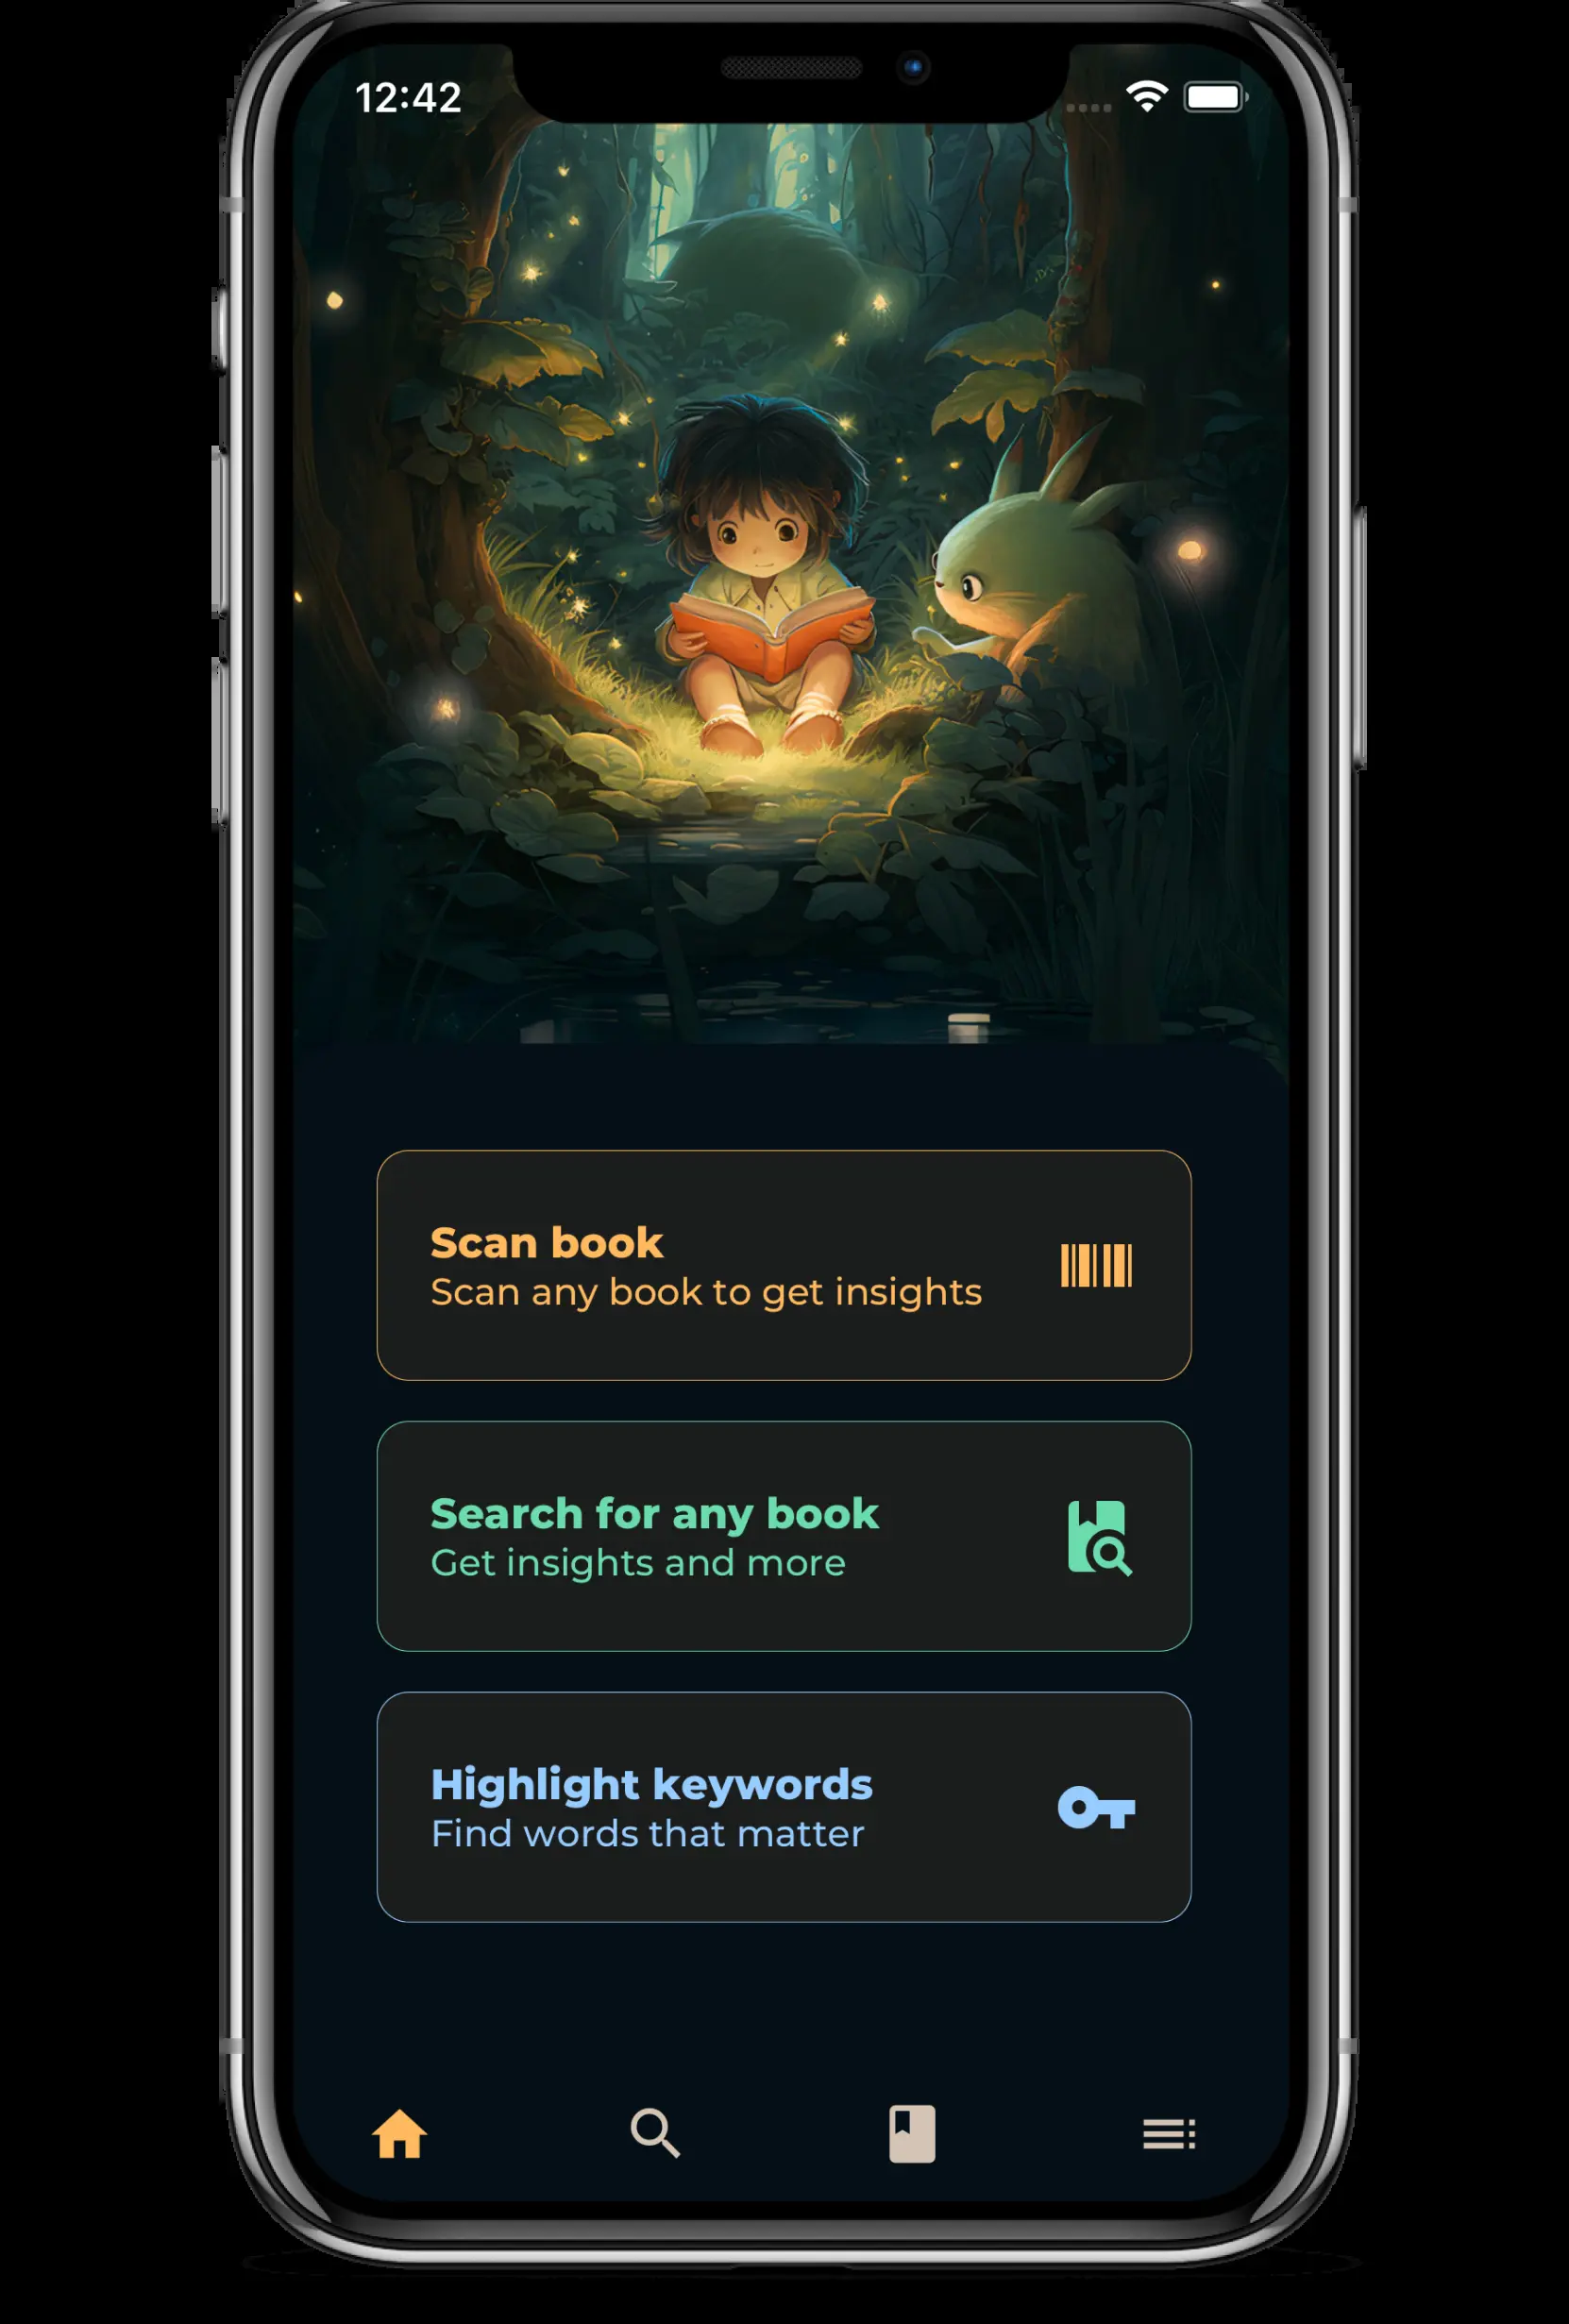 12:42
Scan book
Scan any book to get insights
Search for any book
Get insights and more
Highlight keywords
Find words that matter